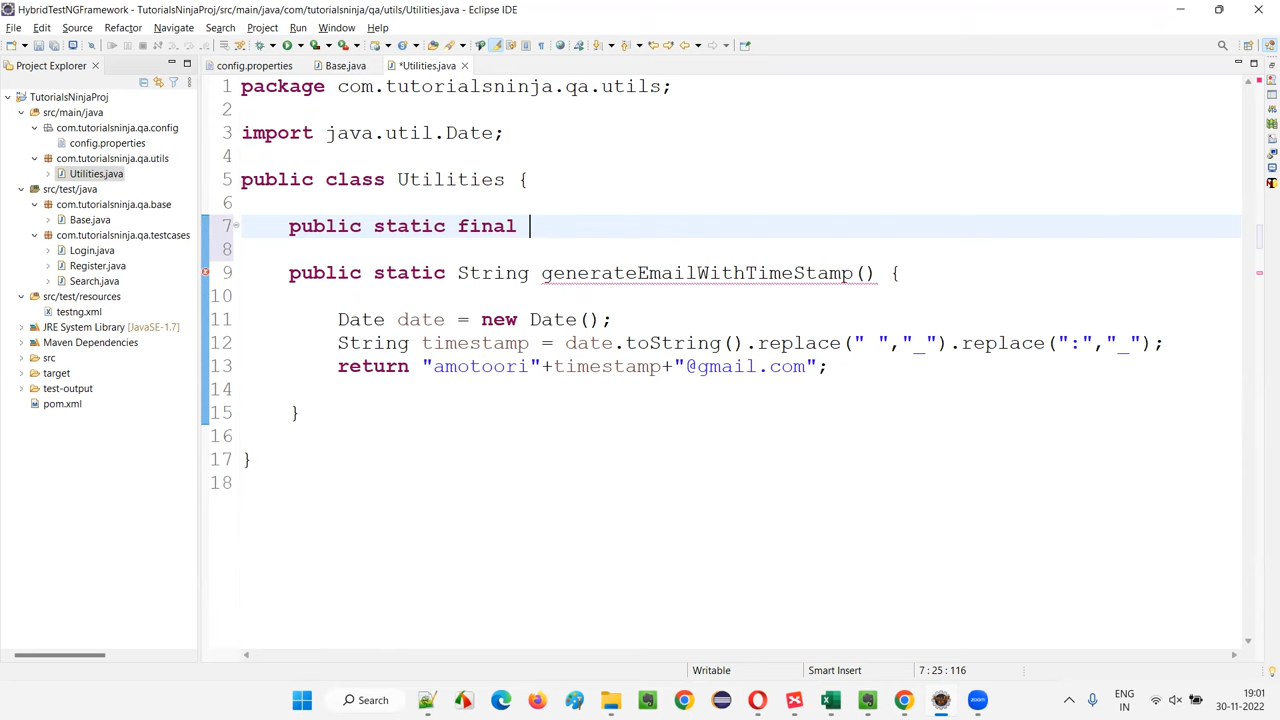 HybridTestNGFramework - TutorialsNinjaProj/src/main/java/com/tutorialsninja/qa/utils/Utilities.java - Eclipse IDE
File Edit Source Refactor Navigate Search Project Run Window Help
Project Explorer
config.properties Base.java *Utilities.java
TutorialsNinjaProj
src/main/java
com.tutorialsninja.qa.config
config.properties
com.tutorialsninja.qa.utils
Utilities.java
src/test/java
com.tutorialsninja.qa.base
Base.java
com.tutorialsninja.qa.testcases
Login.java
Register.java
Search.java
src/test/resources
testng.xml
JRE System Library [JavaSE-1.7]
Maven Dependencies
src
target
test-output
pom.xml
1 package com.tutorialsninja.qa.utils;
2
3 import java.util.Date;
4
5 public class Utilities {
6
7 public static final
8
9 public static String generateEmailWithTimeStamp() {
10
11 Date date = new Date();
12 String timestamp = date.toString().replace(" ","_").replace(":","_");
13 return "amotoori"+timestamp+"@gmail.com";
14
15 }
16
17 }
18
Writable Smart Insert 7 : 25 : 116
Search
zoom
ENG
IN
19:01
30-11-2022